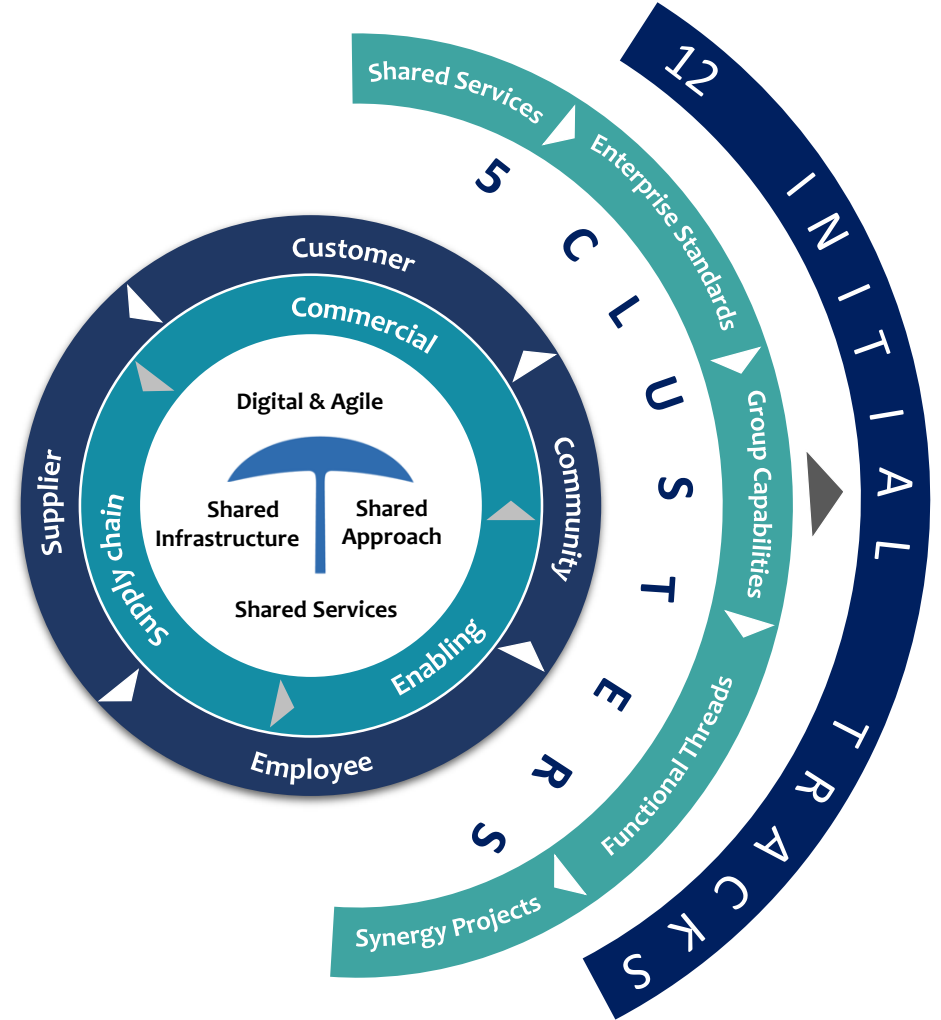 12 INITIAL TRACKS
Shared Services
Enterprise Standards
Group Capabilities
Functional Threads
Synergy Projects
5 CLUSTERS
Customer
Community
Employee
Supplier
Commercial
Enabling
Supply chain
Digital & Agile
Shared
Infrastructure
Shared
Approach
Shared Services